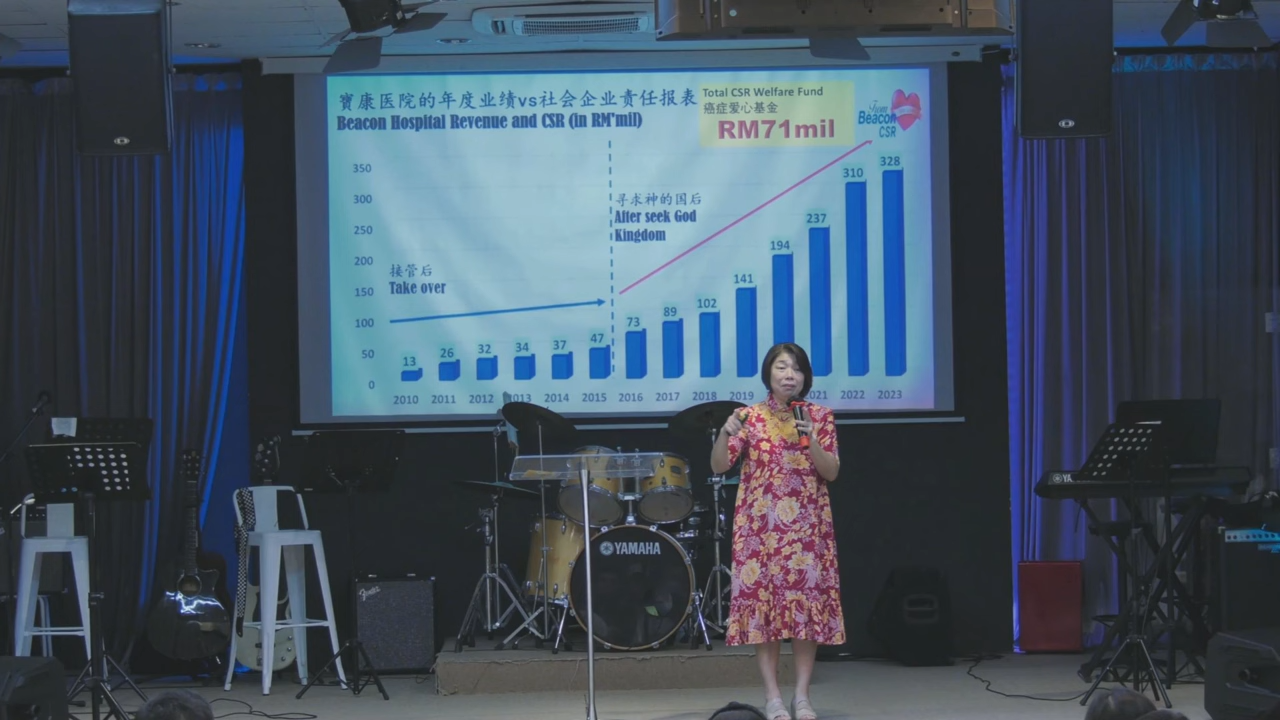 寶康医院的年度业绩vs社会企业责任报表
Beacon Hospital Revenue and CSR (in RM'mil)
Total CSR Welfare Fund
癌症爱心基金
RM71mil
From
Beacon
CSR
350
300
250
200
150
100
50
0
接管后
Take over
寻求神的国后
After seek God
Kingdom
13 26 32 34 37 47 73 89 102 141 194 237 310 328
2010 2011 2012 2013 2014 2015 2016 2017 2018 2019 2021 2022 2023
YAMAHA
Fender
YA